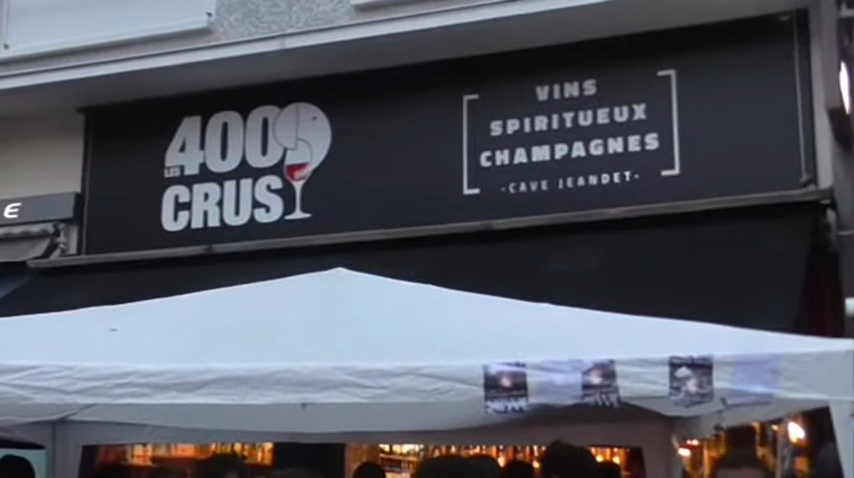 LES 4000
CRUS
VINS
SPIRITUEUX
CHAMPAGNES
- CAVE JEANDET -
E